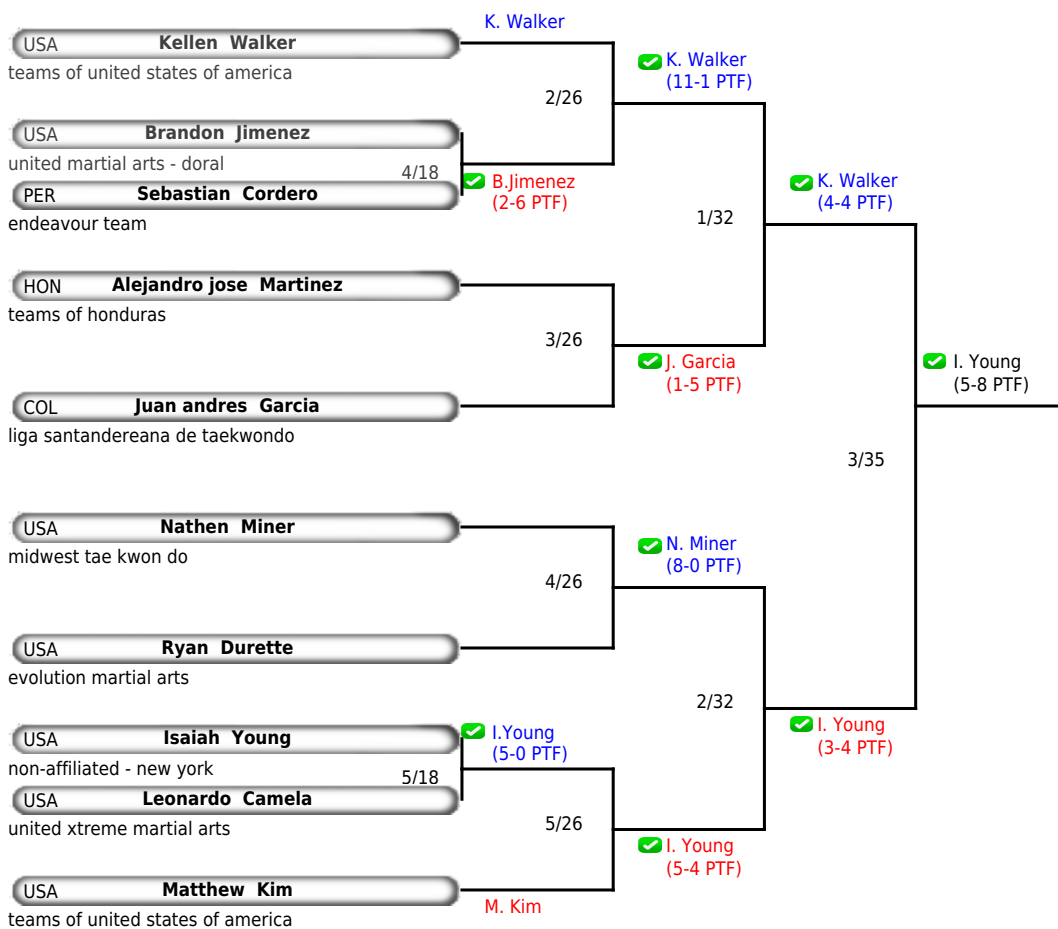 K. Walker
USA Kellen Walker
teams of united states of america
K. Walker
(11-1 PTF)
2/26
USA Brandon Jimenez
united martial arts - doral
4/18
B.Jimenez
(2-6 PTF)
PER Sebastian Cordero
endeavour team
K. Walker
(4-4 PTF)
1/32
HON Alejandro jose Martinez
teams of honduras
3/26
J. Garcia
(1-5 PTF)
I. Young
(5-8 PTF)
COL Juan andres Garcia
liga santandereana de taekwondo
3/35
USA Nathen Miner
midwest tae kwon do
N. Miner
(8-0 PTF)
4/26
USA Ryan Durette
evolution martial arts
2/32
I. Young
(3-4 PTF)
USA Isaiah Young
I.Young
(5-0 PTF)
non-affiliated - new york
5/18
USA Leonardo Camela
united xtreme martial arts
5/26
I. Young
(5-4 PTF)
USA Matthew Kim
M. Kim
teams of united states of america